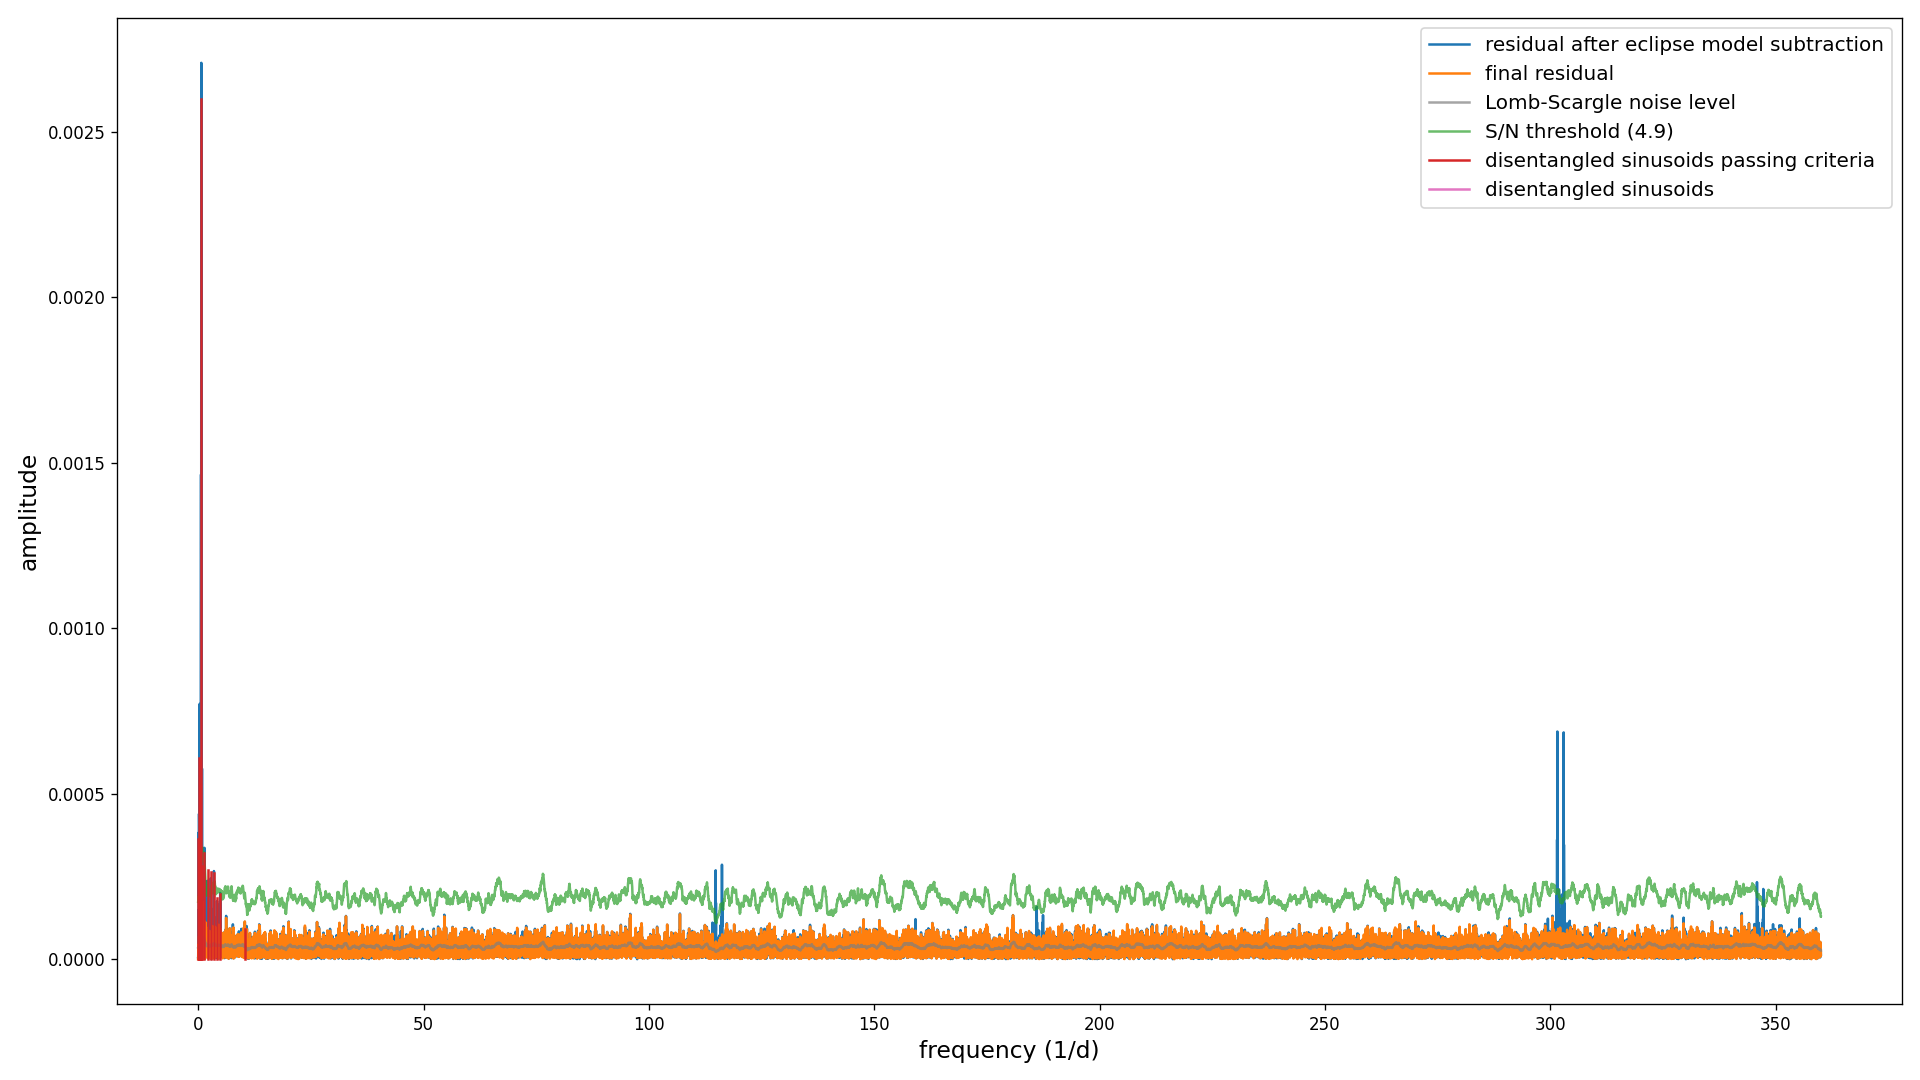 residual after eclipse model subtraction
final residual
Lomb-Scargle noise level
S/N threshold (4.9)
disentangled sinusoids passing criteria
disentangled sinusoids
amplitude
0.0025
0.0020
0.0015
0.0010
0.0005
0.0000
0 50 100 150 200 250 300 350
frequency (1/d)